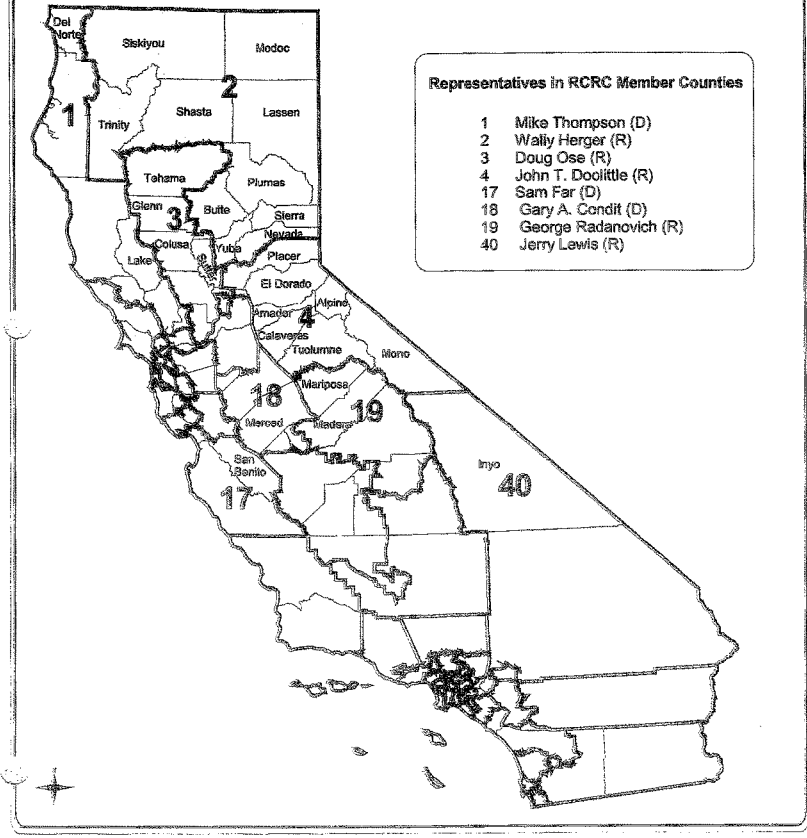 Del
Norte
Siskiyou
Modoc
2
1
Trinity
Shasta
Lassen
Tehama
Plumas
Glenn
3
Butte
Sierra
Nevada
Colusa
Yuba
Lake
Sutter
Placer
El Dorado
Alpine
Amador
4
Calaveras
Tuolumne
Mono
Mariposa
18
19
Merced
Madera
San
Benito
17
Inyo
40
Representatives in RCRC Member Counties
1 Mike Thompson (D)
2 Wally Herger (R)
3 Doug Ose (R)
4 John T. Doolittle (R)
17 Sam Far (D)
18 Gary A. Condit (D)
19 George Radanovich (R)
40 Jerry Lewis (R)